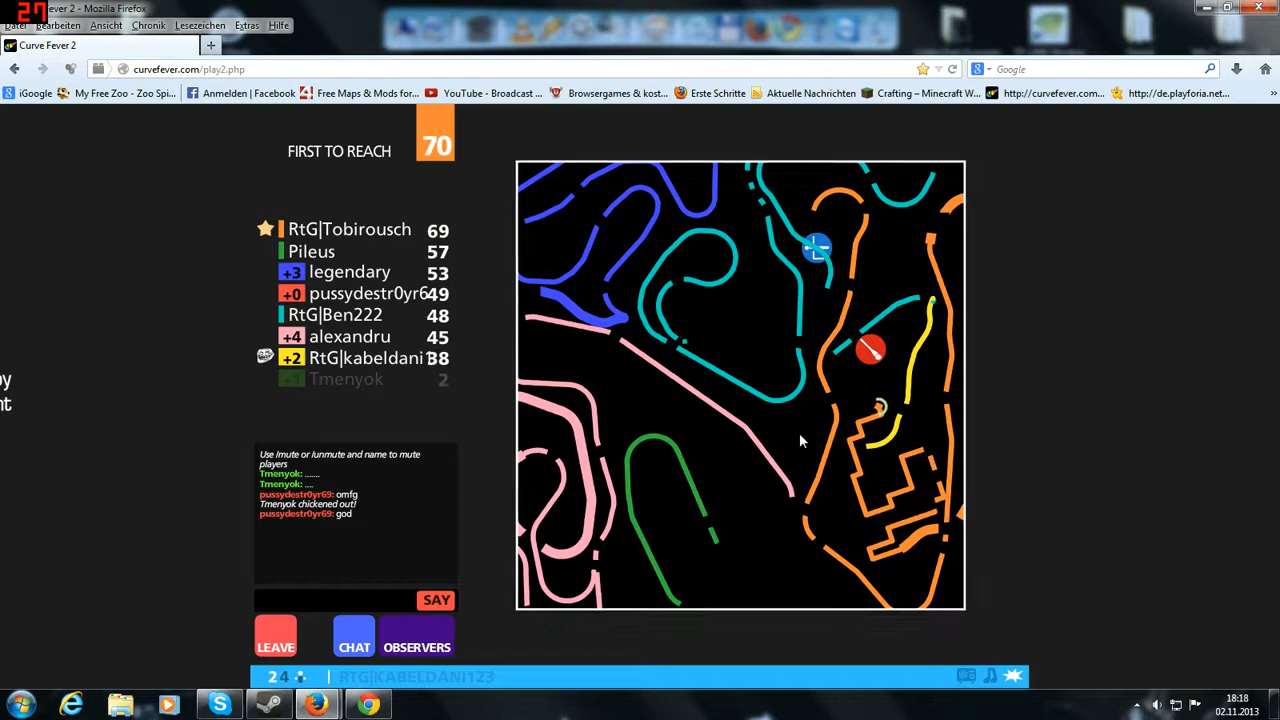 27
Fever 2 - Mozilla Firefox
Datei Bearbeiten Ansicht Chronik Lesezeichen Extras Hilfe
Curve Fever 2
curvefever.com/play2.php
Google
iGoogle My Free Zoo - Zoo Spi... Anmelden | Facebook Free Maps & Mods for... YouTube - Broadcast ... Browsergames & kost... Erste Schritte Aktuelle Nachrichten Crafting – Minecraft W... http://curvefever.com... http://de.playforia.net...
FIRST TO REACH 70
RtG|Tobirousch 69
Pileus 57
+3 legendary 53
+0 pussydestr0yr6 49
RtG|Ben222 48
+4 alexandru 45
+2 RtG|kabeldani1 38
+1 Tmenyok 2
y
nt
Use /mute or /unmute and name to mute
players
Tmenyok: .......
Tmenyok: ....
pussydestr0yr69: omfg
Tmenyok chickened out!
pussydestr0yr69: god
SAY
LEAVE CHAT OBSERVERS
24 RTG|KABELDANI123
18:18
02.11.2013